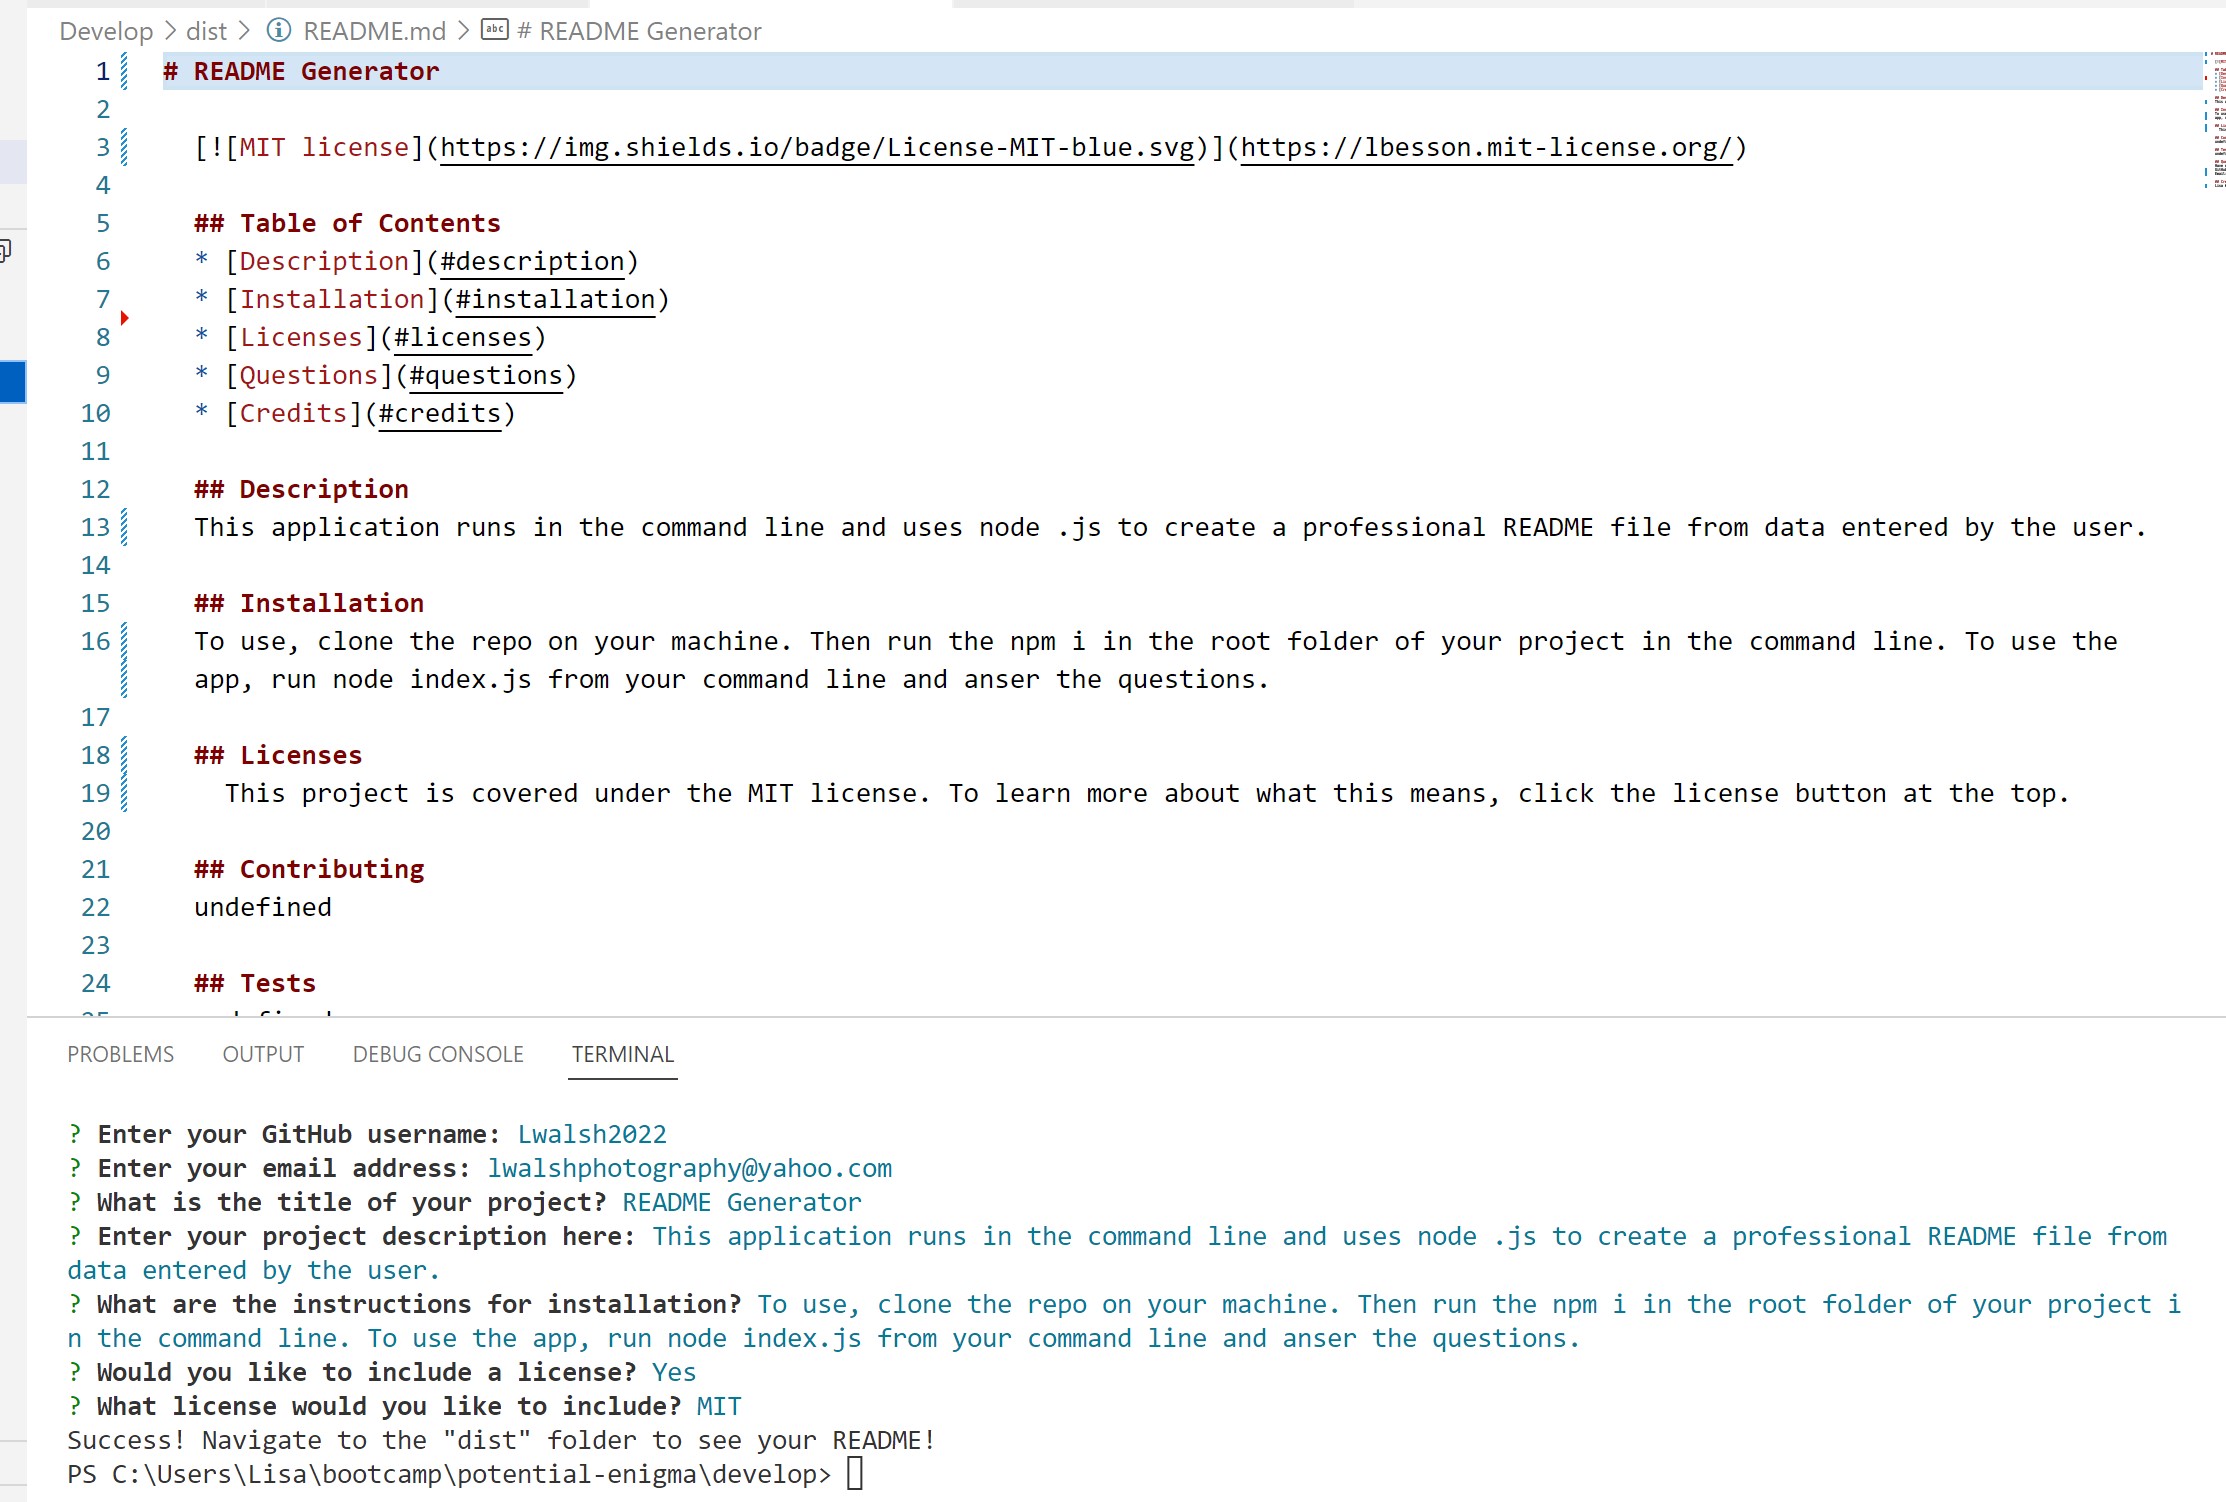 Develop > dist > README.md > abc # README Generator
1 # README Generator
2
3 [![MIT license](https://img.shields.io/badge/License-MIT-blue.svg)](https://lbesson.mit-license.org/)
4
5 ## Table of Contents
6 * [Description](#description)
7 * [Installation](#installation)
8 * [Licenses](#licenses)
9 * [Questions](#questions)
10 * [Credits](#credits)
11
12 ## Description
13 This application runs in the command line and uses node .js to create a professional README file from data entered by the user.
14
15 ## Installation
16 To use, clone the repo on your machine. Then run the npm i in the root folder of your project in the command line. To use the
app, run node index.js from your command line and anser the questions.
17
18 ## Licenses
19 This project is covered under the MIT license. To learn more about what this means, click the license button at the top.
20
21 ## Contributing
22 undefined
23
24 ## Tests
PROBLEMS OUTPUT DEBUG CONSOLE TERMINAL
? Enter your GitHub username: Lwalsh2022
? Enter your email address: lwalshphotography@yahoo.com
? What is the title of your project? README Generator
? Enter your project description here: This application runs in the command line and uses node .js to create a professional README file from
data entered by the user.
? What are the instructions for installation? To use, clone the repo on your machine. Then run the npm i in the root folder of your project i
n the command line. To use the app, run node index.js from your command line and anser the questions.
? Would you like to include a license? Yes
? What license would you like to include? MIT
Success! Navigate to the "dist" folder to see your README!
PS C:\Users\Lisa\bootcamp\potential-enigma\develop>